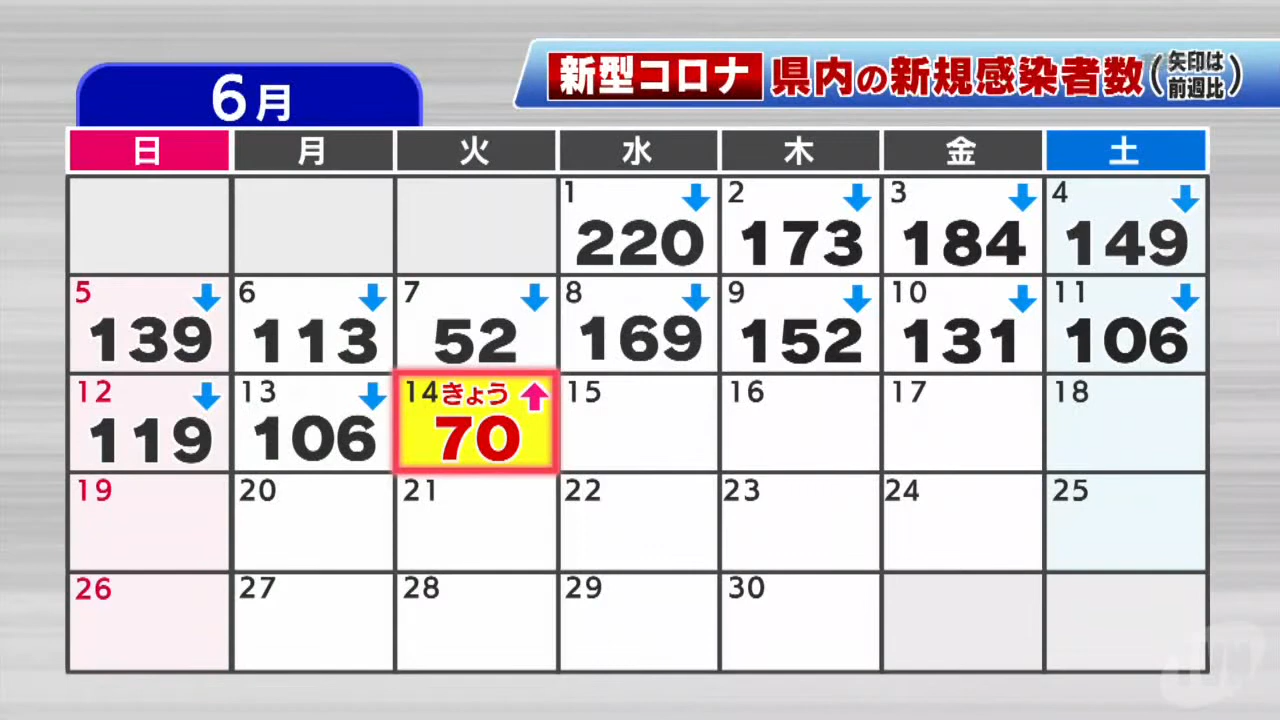 新型コロナ 県内の新規感染者数(矢印は前週比)
6月
日 月 火 水 木 金 土
1 ↓ 2 ↓ 3 ↓ 4 ↓
220 173 184 149
5 ↓ 6 ↓ 7 ↓ 8 ↓ 9 ↓ 10 ↓ 11 ↓
139 113 52 169 152 131 106
12 ↓ 13 ↓ 14きょう ↑ 15 16 17 18
119 106 70
19 20 21 22 23 24 25
26 27 28 29 30